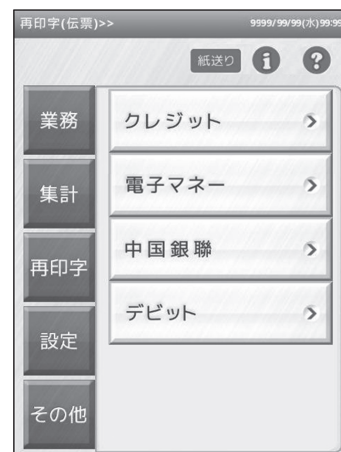 再印字(伝票)>> 9999/99/99(水)99:99
紙送り i ?
業務
集計
再印字
設定
その他
クレジット
電子マネー
中国銀聯
デビット